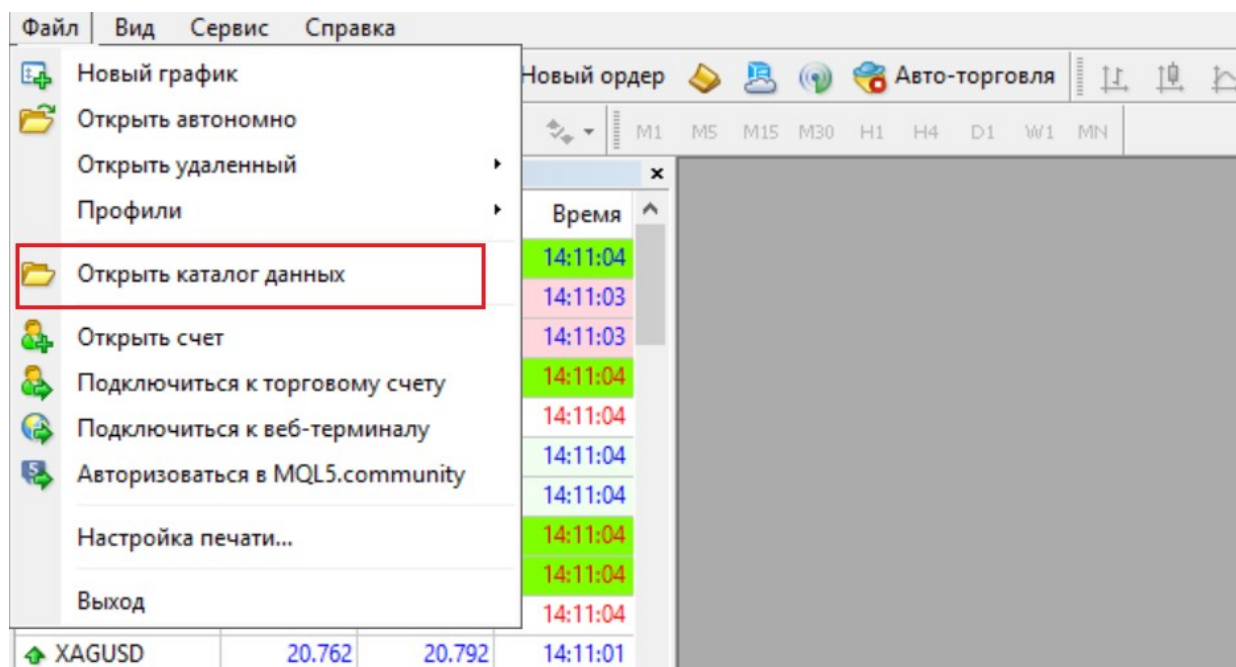 Файл Вид Сервис Справка
Новый график
Новый ордер Авто-торговля
Открыть автономно
M1 M5 M15 M30 H1 H4 D1 W1 MN
Открыть удаленный
Профили
Время
Открыть каталог данных
14:11:04
14:11:03
Открыть счет
14:11:03
Подключиться к торговому счету
14:11:04
Подключиться к веб-терминалу
14:11:04
14:11:04
Авторизоваться в MQL5.community
14:11:04
Настройка печати...
14:11:04
14:11:04
Выход
14:11:04
XAGUSD 20.762 20.792 14:11:01